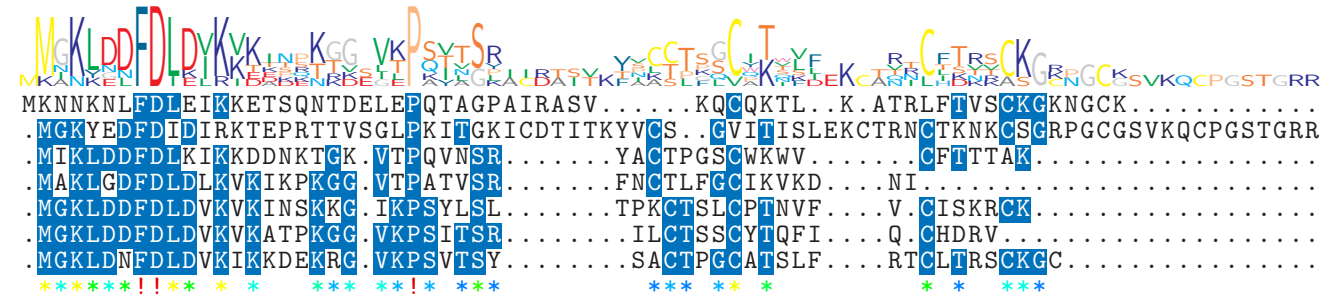 MKNNKNLFDLEIKKETSQNTDELEPQTAGPAIRASV......KQCQKTL..K.ATRLFTVSCKGKNGCK............
.MGKYEDFDIDIRKTEPRTTVSGLPKITGKICDTITKYVCS..GVITISLEKCTRNCTKNKCSGRPGCGSVKQCPGSTGRR
.MIKLDDFDLKIKKDDNKTGK.VTPQVNSR.......YACTPGSCWKWV.......CFTTTAK..................
.MAKLGDFDLDLKVKIKPKGG.VTPATVSR.......FNCTLFGCIKVKD....NI.........................
.MGKLDDFDLDVKVKINSKKG.IKPSYLSL.......TPKCTSLCPTNVF....V.CISKRCK..................
.MGKLDDFDLDVKVKATPKGG.VKPSITSR........ILCTSSCYTQFI....Q.CHDRV....................
.MGKLDNFDLDVKIKKDEKRG.VKPSVTSY........SACTPGCATSLF....RTCLTRSCKGC................
******!!** * * *** **!* *** *** ** * * * ***